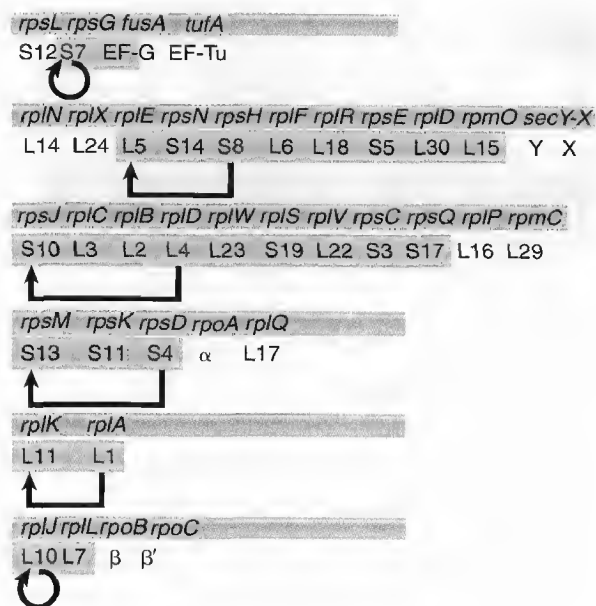 rpsL rpsG fusA tufA
S12 S7 EF-G EF-Tu
rplN rplX rplE rpsN rpsH rplF rplR rpsE rplD rpmO secY-X
L14 L24 L5 S14 S8 L6 L18 S5 L30 L15 Y X
rpsJ rplC rplB rplD rplW rplS rplV rpsC rpsQ rplP rpmC
S10 L3 L2 L4 L23 S19 L22 S3 S17 L16 L29
rpsM rpsK rpsD rpoA rplQ
S13 S11 S4 α L17
rplK rplA
L11 L1
rplJ rplL rpoB rpoC
L10 L7 β β′